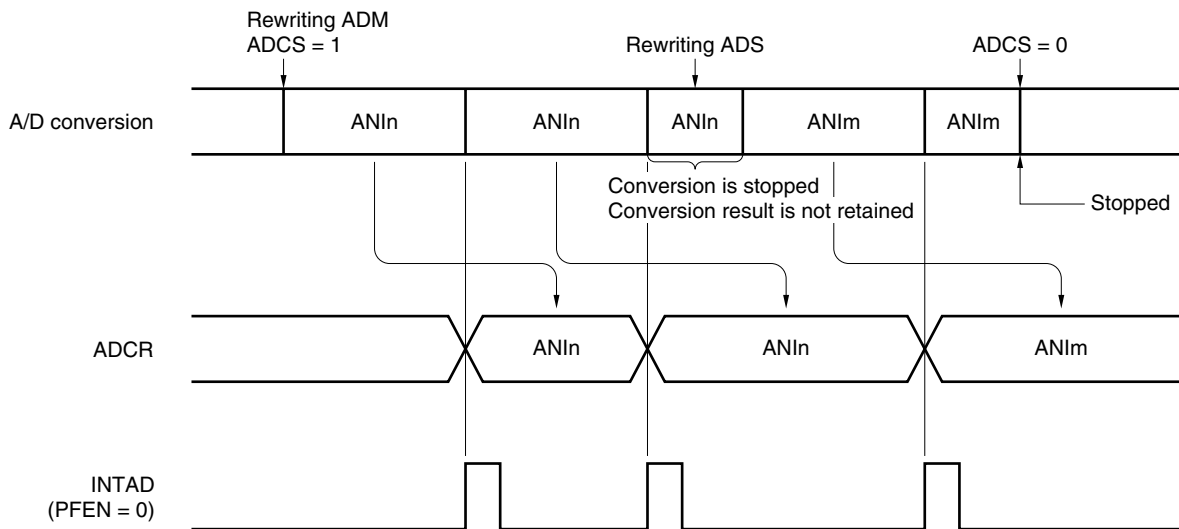 Rewriting ADM
ADCS = 1
Rewriting ADS
ADCS = 0
A/D conversion
ANIn
ANIn
ANIn
ANIm
ANIm
Conversion is stopped
Conversion result is not retained
Stopped
ADCR
ANIn
ANIn
ANIm
INTAD
(PFEN = 0)